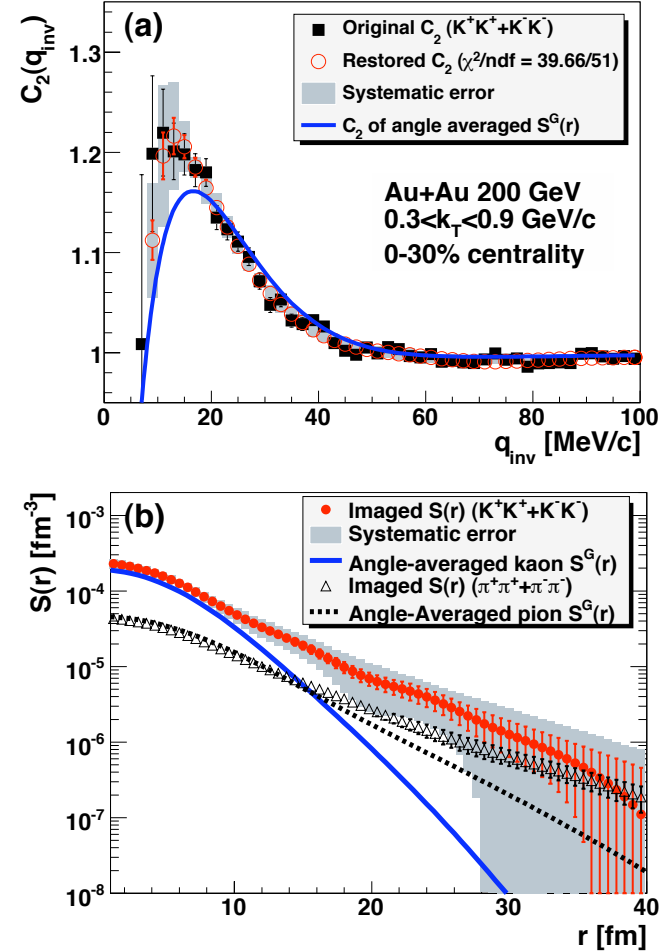 (a)
Original C₂ (K⁺K⁺+K⁻K⁻)
Restored C₂ (χ²/ndf = 39.66/51)
Systematic error
C₂ of angle averaged Sᴳ(r)
Au+Au 200 GeV
0.3<k_T<0.9 GeV/c
0-30% centrality
C₂(q_inv)
1.3
1.2
1.1
1
0 20 40 60 80 100
q_inv [MeV/c]
(b)
Imaged S(r) (K⁺K⁺+K⁻K⁻)
Systematic error
Angle-averaged kaon Sᴳ(r)
Imaged S(r) (π⁺π⁺+π⁻π⁻)
Angle-Averaged pion Sᴳ(r)
S(r) [fm⁻³]
10⁻³
10⁻⁴
10⁻⁵
10⁻⁶
10⁻⁷
10⁻⁸
10 20 30 40
r [fm]